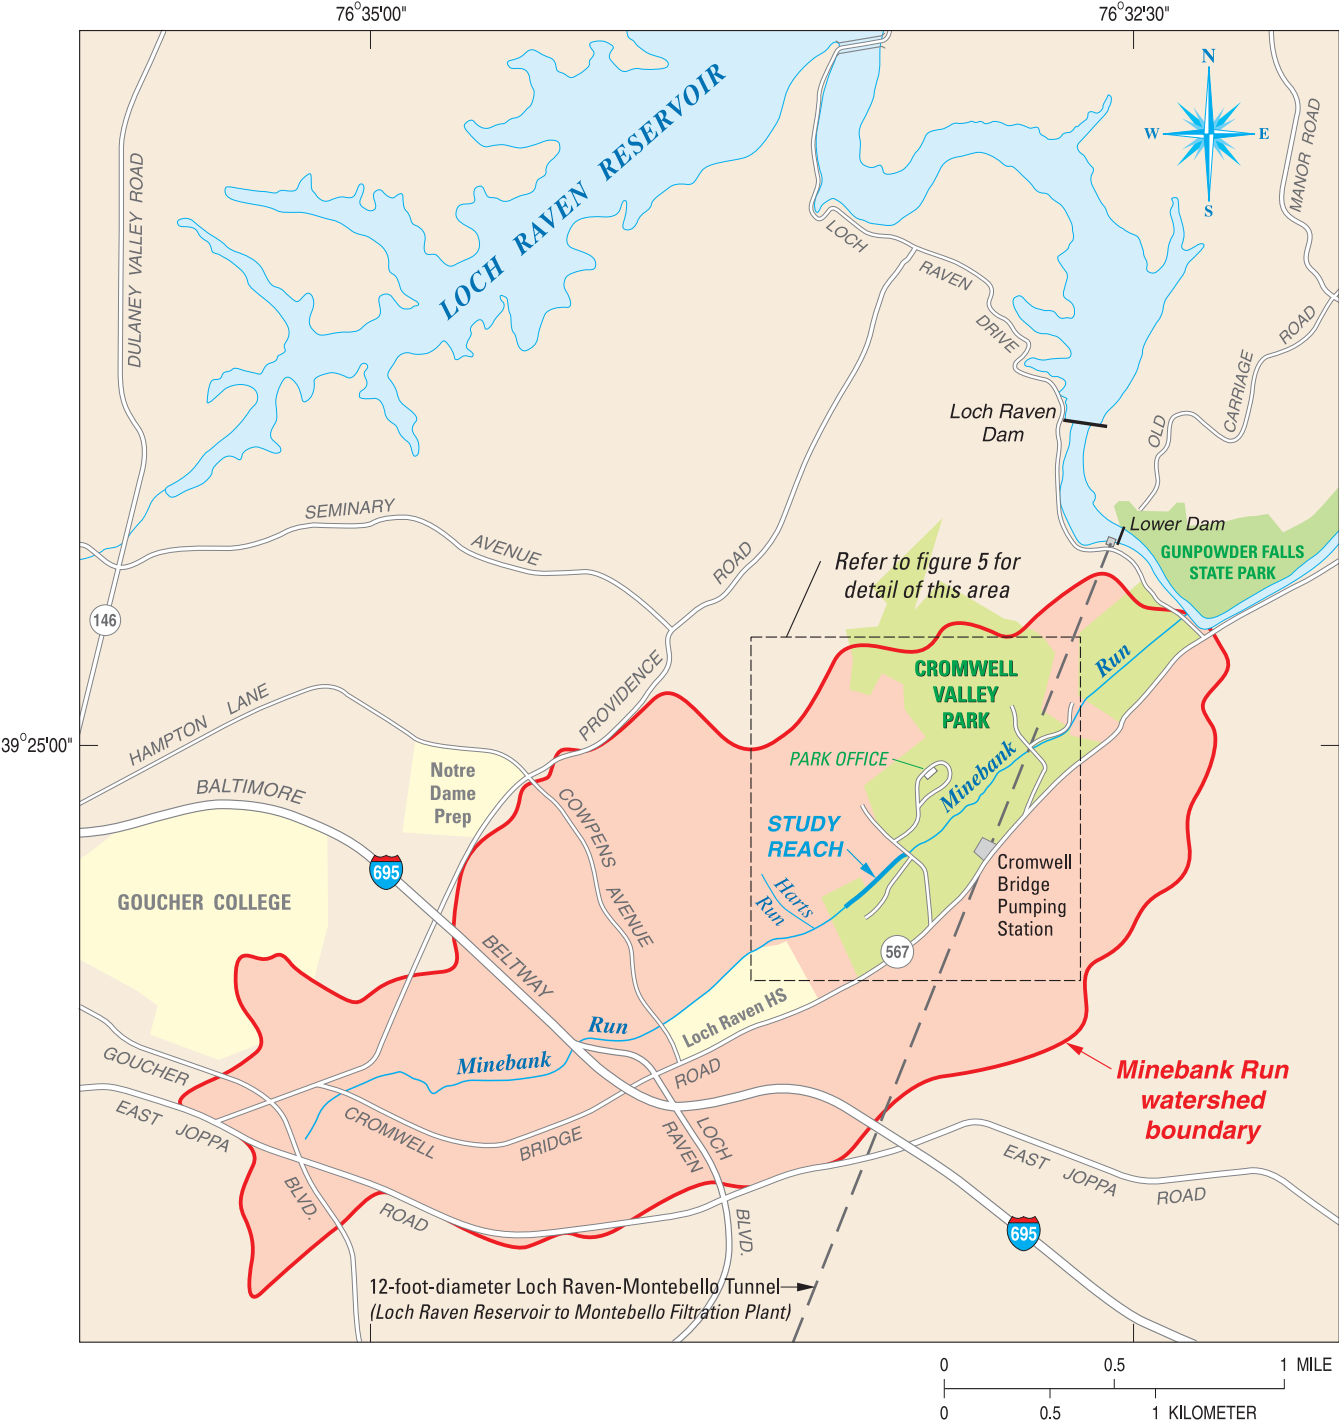 76°35'00"
76°32'30"
N
W
E
S
LOCH RAVEN RESERVOIR
DULANEY VALLEY ROAD
MANOR ROAD
LOCH
RAVEN
DRIVE
OLD
CARRIAGE
ROAD
Loch Raven
Dam
Lower Dam
GUNPOWDER FALLS
STATE PARK
SEMINARY
AVENUE
PROVIDENCE
ROAD
Refer to figure 5 for
detail of this area
146
HAMPTON LANE
39°25'00"
CROMWELL
VALLEY
PARK
Run
PARK OFFICE
Minebank
BALTIMORE
Notre
Dame
Prep
COWPENS
AVENUE
STUDY
REACH
695
Harts
Run
Cromwell
Bridge
Pumping
Station
GOUCHER COLLEGE
567
BELTWAY
Loch Raven HS
Run
Minebank
GOUCHER
BLVD.
EAST JOPPA
ROAD
CROMWELL
BRIDGE
ROAD
LOCH
RAVEN
BLVD.
Minebank Run
watershed
boundary
EAST JOPPA
ROAD
695
12-foot-diameter Loch Raven-Montebello Tunnel
(Loch Raven Reservoir to Montebello Filtration Plant)
0 0.5 1 MILE
0 0.5 1 KILOMETER